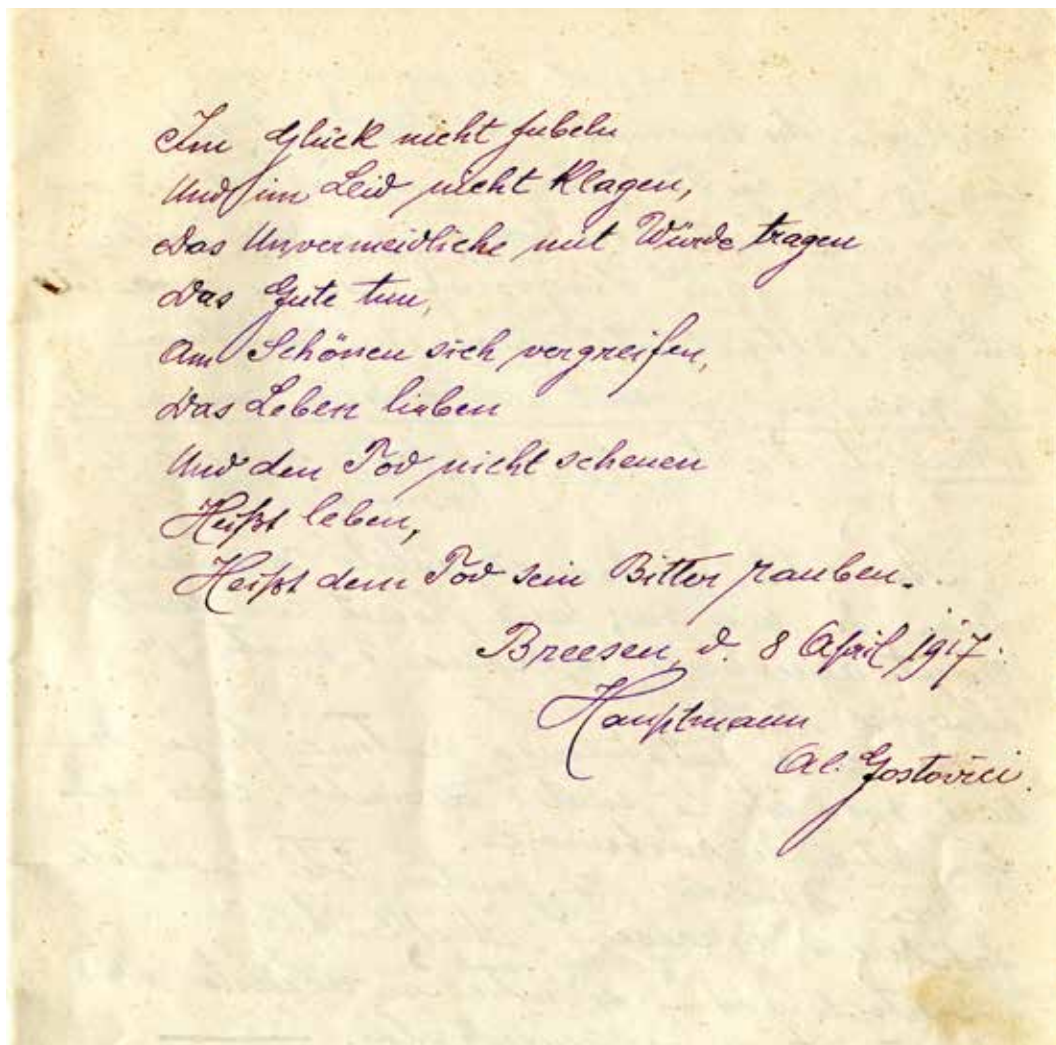 Im Glück nicht jubeln
Und im Leid nicht klagen,
Das Unvermeidliche mit Würde tragen
Das Gute tun,
Am Schönen sich vergreifen,
Das Leben lieben
Und den Tod nicht scheuen
Heißt leben,
Heißt dem Tod sein Bitter rauben.
Breesen, d. 8 April 1917.
Hauptmann
Al. Gostovici.